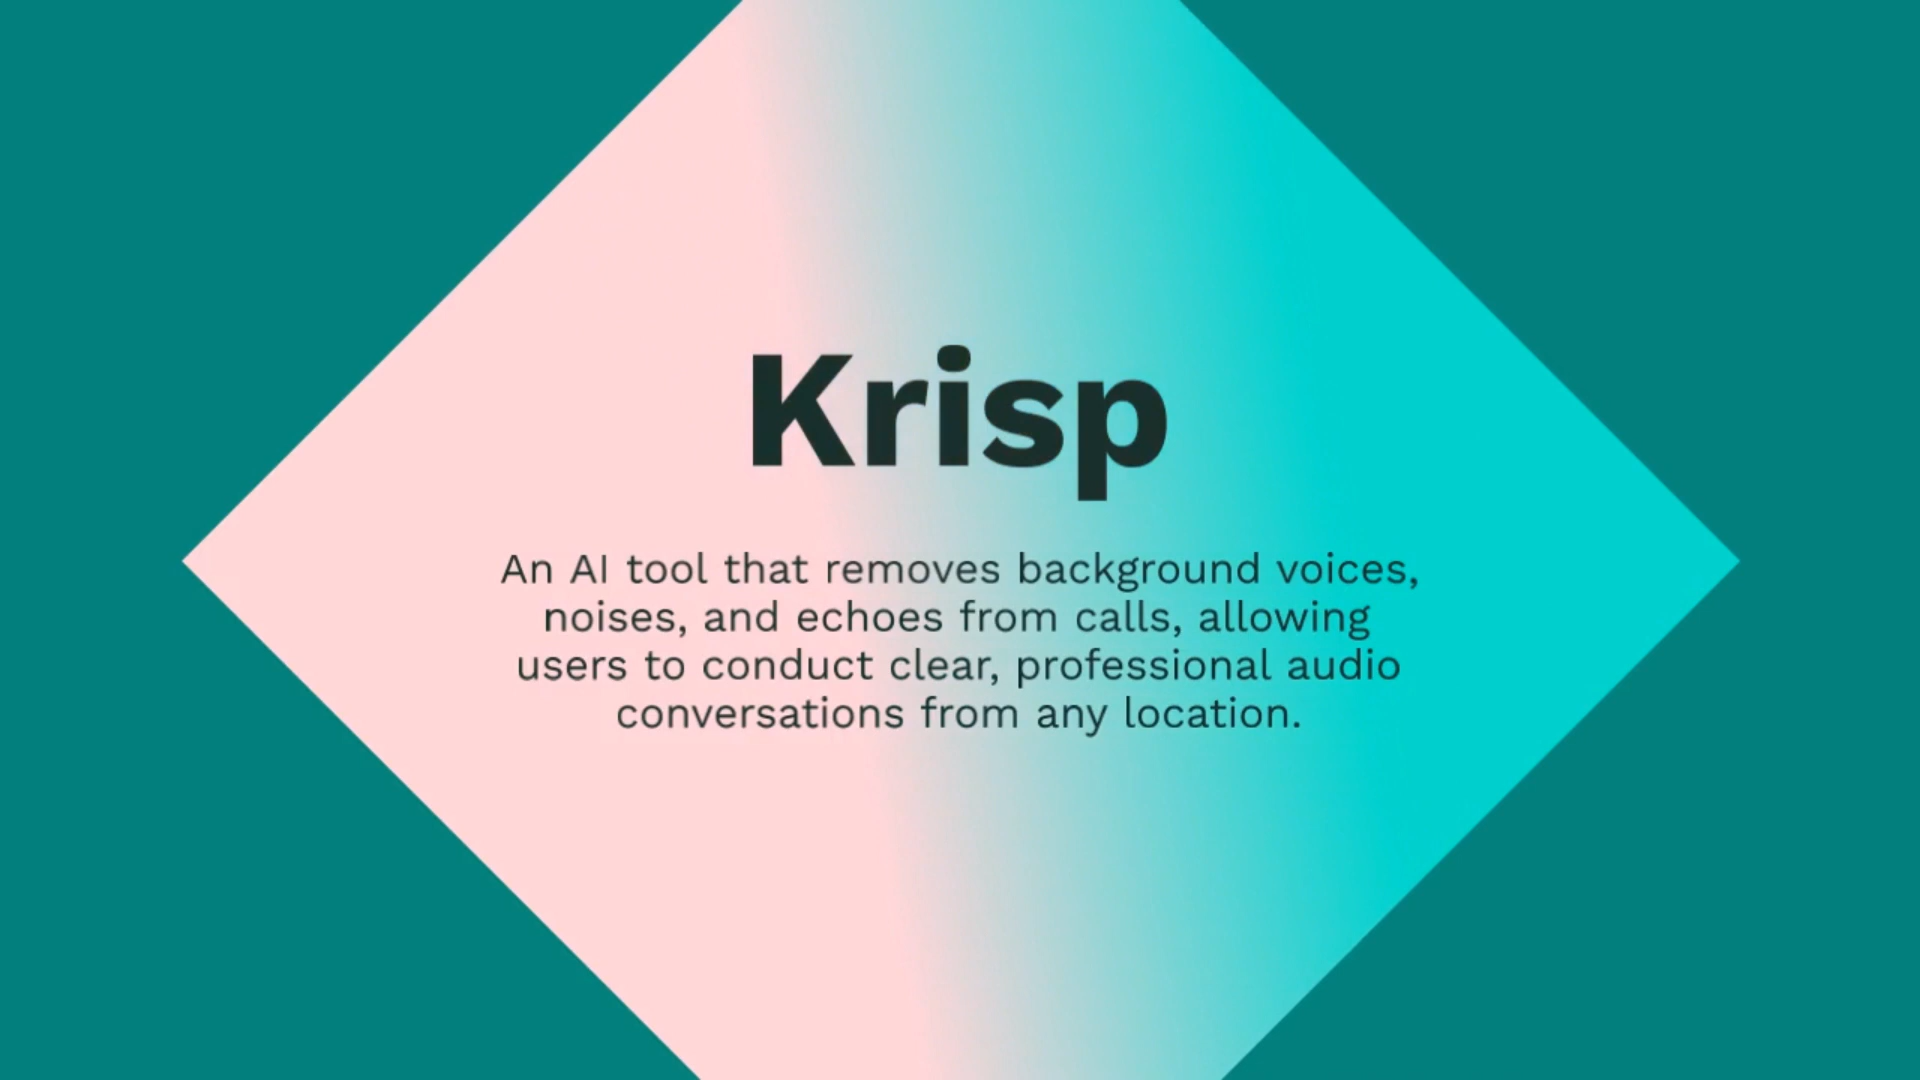 Krisp
An AI tool that removes background voices,
noises, and echoes from calls, allowing
users to conduct clear, professional audio
conversations from any location.